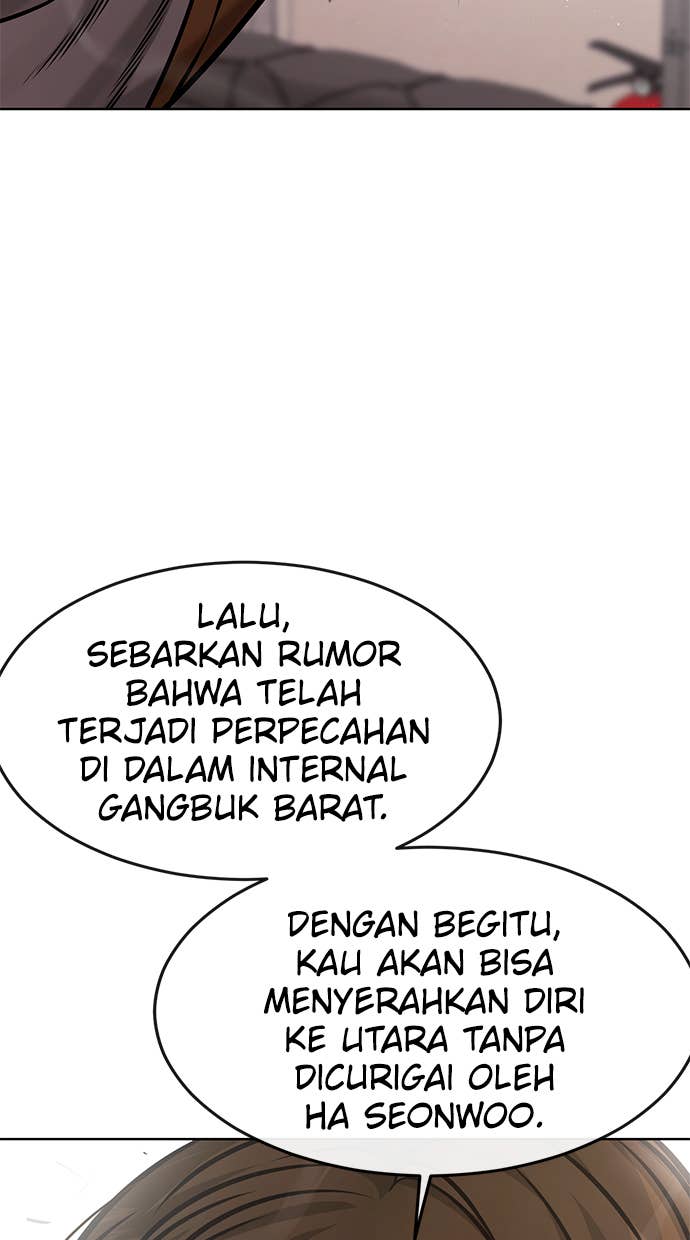 LALU,
SEBARKAN RUMOR
BAHWA TELAH
TERJADI PERPECAHAN
DI DALAM INTERNAL
GANGBUK BARAT.
DENGAN BEGITU,
KAU AKAN BISA
MENYERAHKAN DIRI
KE UTARA TANPA
DICURIGAI OLEH
HA SEONWOO.